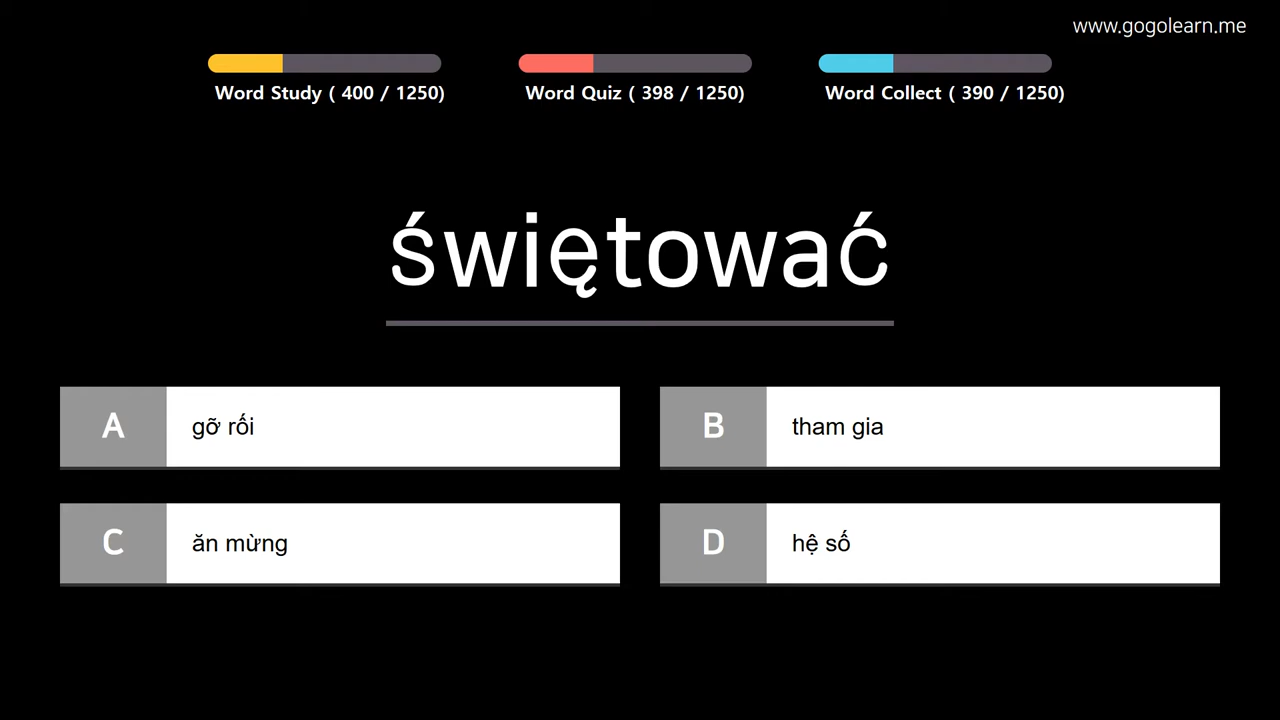 www.gogolearn.me
Word Study ( 400 / 1250)
Word Quiz ( 398 / 1250)
Word Collect ( 390 / 1250)
świętować
A gỡ rối
B tham gia
C ăn mừng
D hệ số